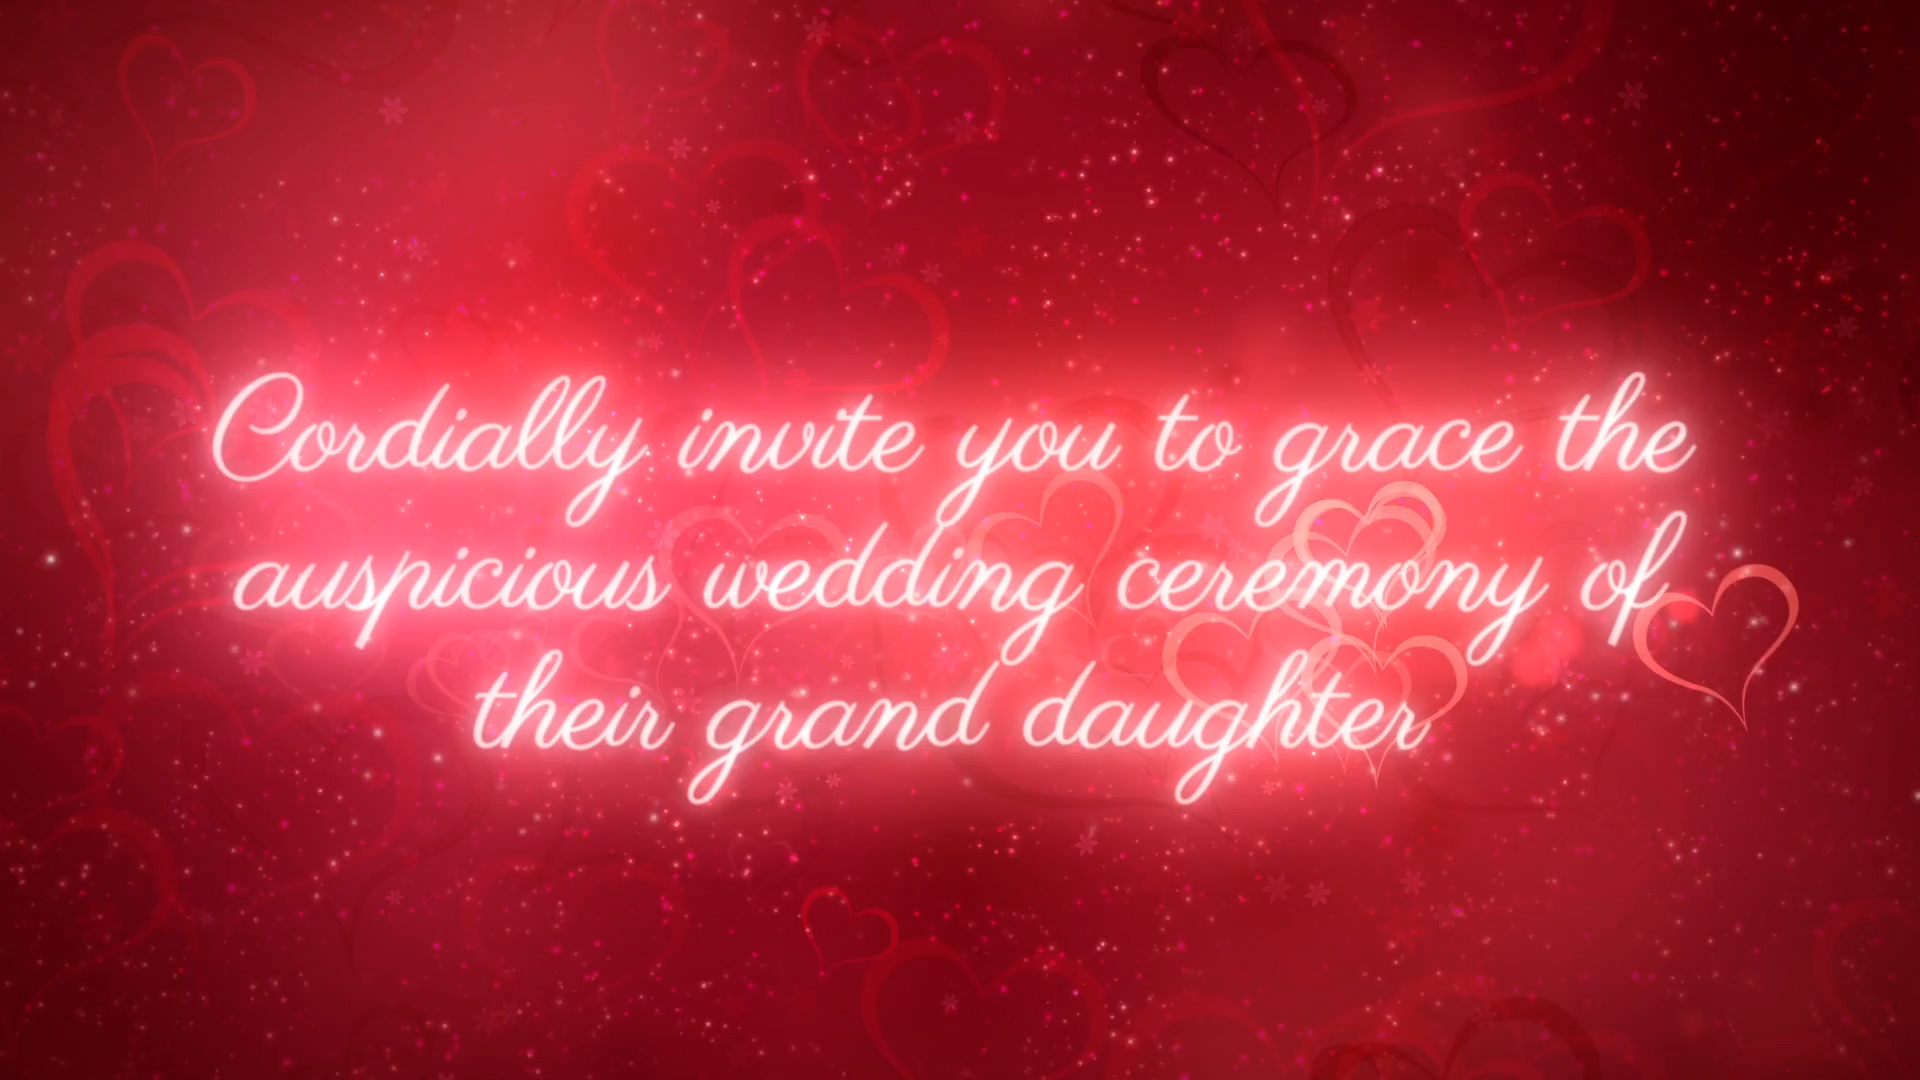 Cordially invite you to grace the
auspicious wedding ceremony of
their grand daughter